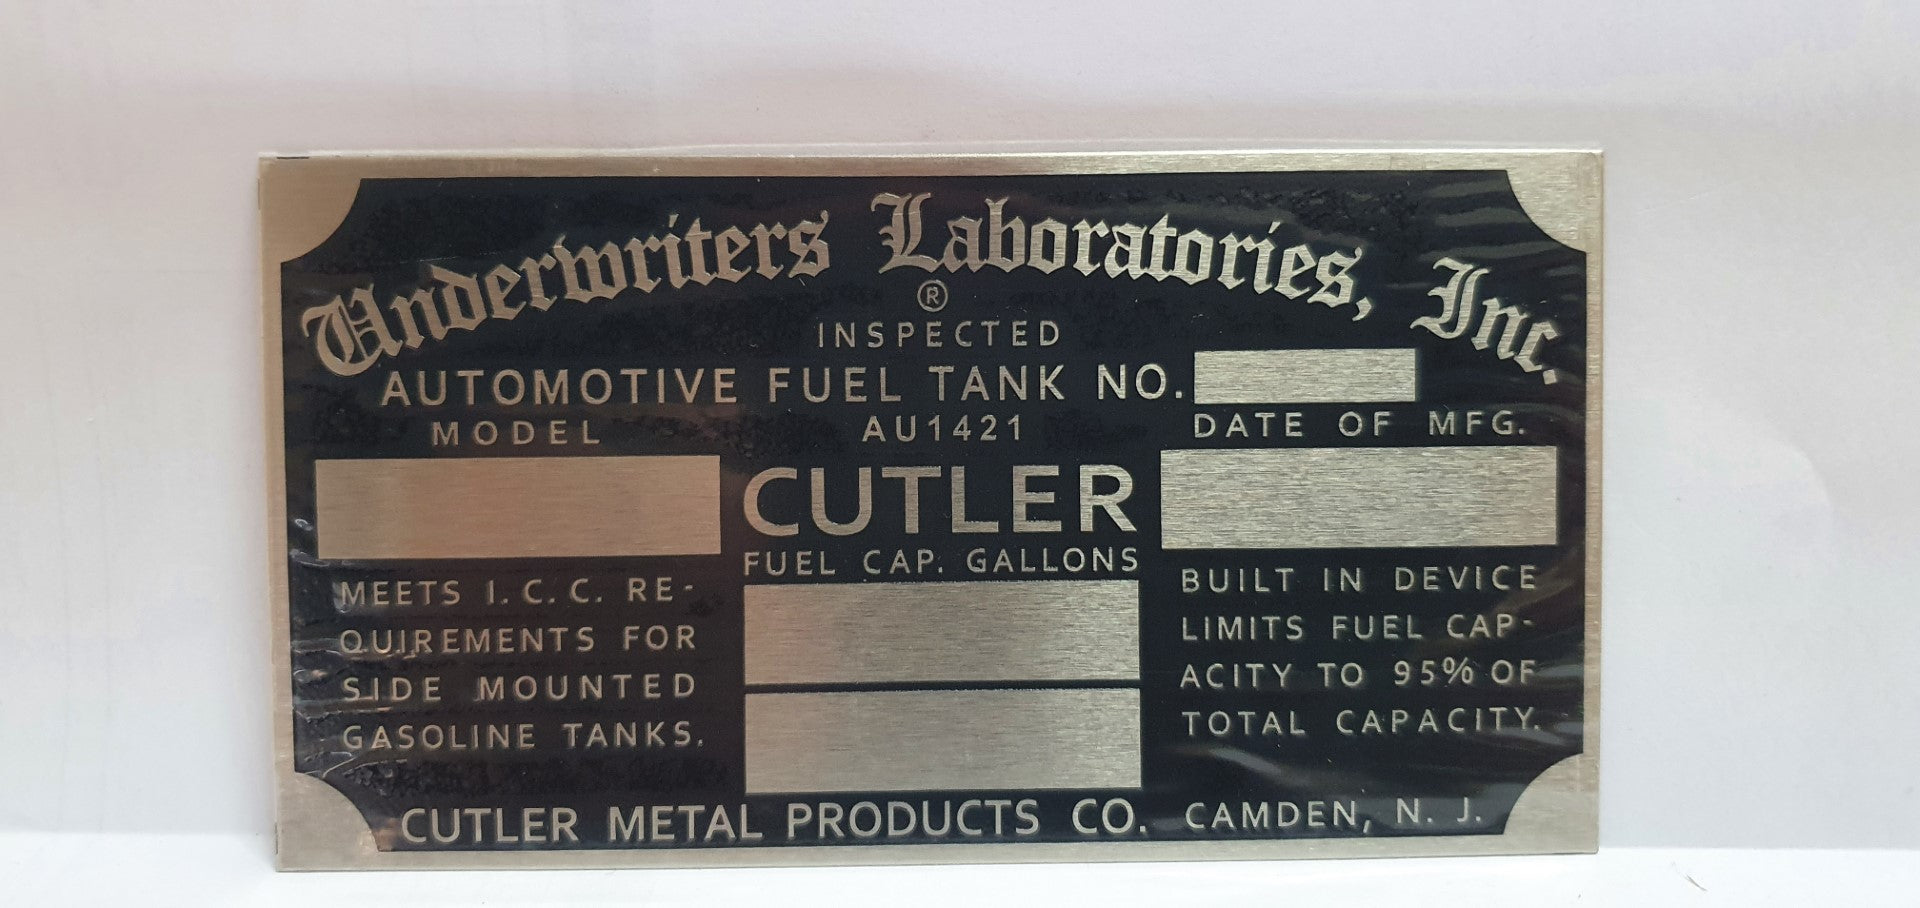 Underwriters Laboratories, Inc.
®
INSPECTED
AUTOMOTIVE FUEL TANK NO.
MODEL
AU1421
DATE OF MFG.
CUTLER
FUEL CAP. GALLONS
MEETS I.C.C. RE-
QUIREMENTS FOR
SIDE MOUNTED
GASOLINE TANKS.
BUILT IN DEVICE
LIMITS FUEL CAP-
ACITY TO 95% OF
TOTAL CAPACITY.
CUTLER METAL PRODUCTS CO. CAMDEN, N. J.